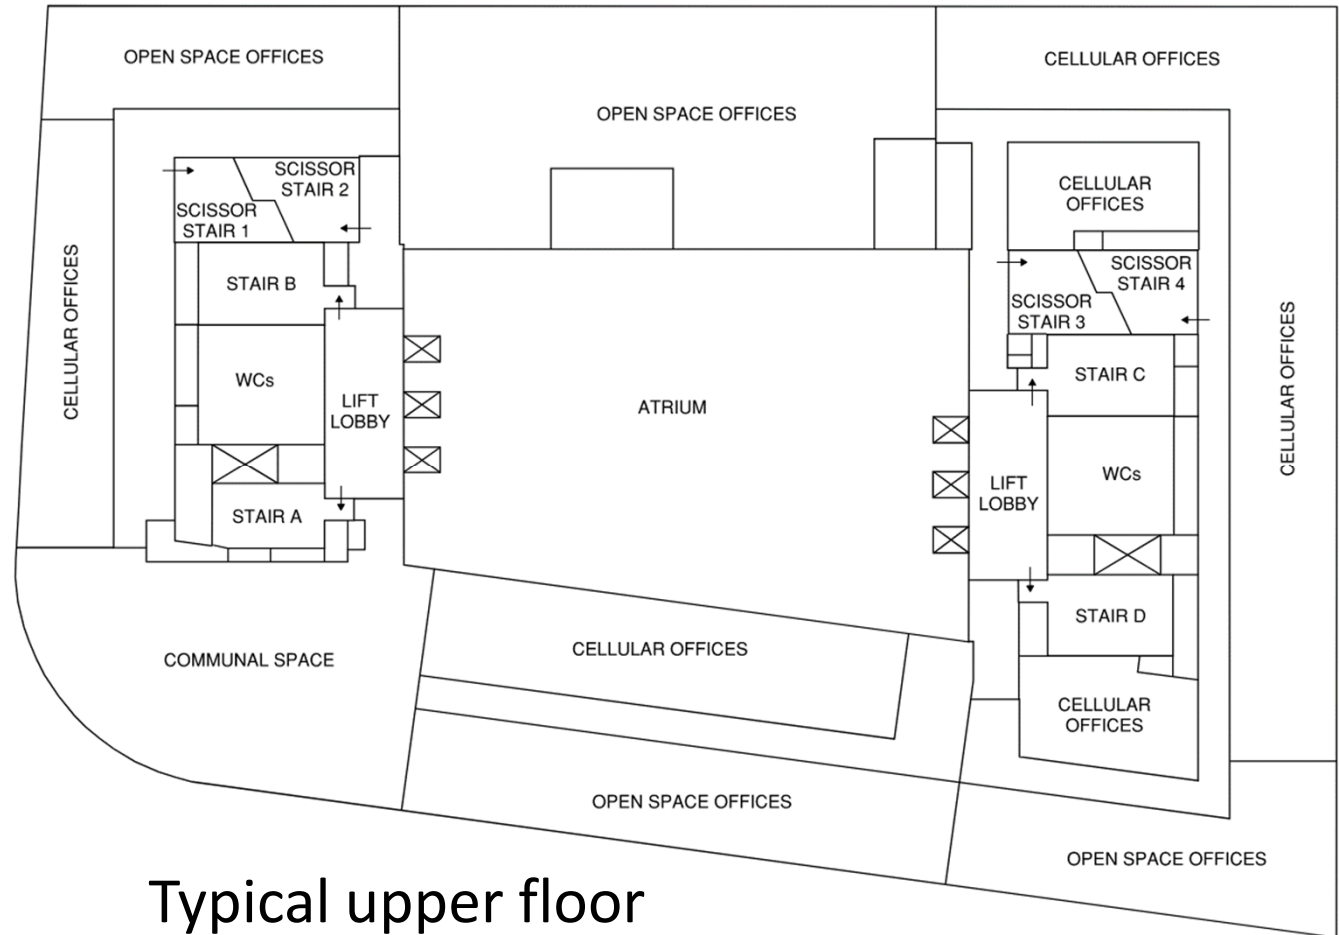 OPEN SPACE OFFICES
CELLULAR OFFICES
OPEN SPACE OFFICES
SCISSOR
STAIR 2
SCISSOR
STAIR 1
CELLULAR
OFFICES
CELLULAR OFFICES
STAIR B
SCISSOR
STAIR 4
SCISSOR
STAIR 3
WCs
LIFT
LOBBY
ATRIUM
STAIR C
CELLULAR OFFICES
WCs
LIFT
LOBBY
STAIR A
STAIR D
COMMUNAL SPACE
CELLULAR OFFICES
CELLULAR
OFFICES
OPEN SPACE OFFICES
OPEN SPACE OFFICES
Typical upper floor